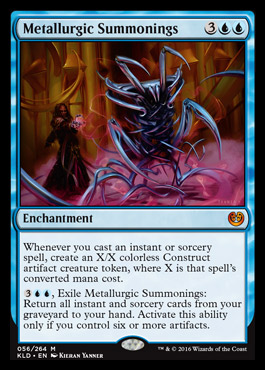 Metallurgic Summonings 3
Enchantment
Whenever you cast an instant or sorcery
spell, create an X/X colorless Construct
artifact creature token, where X is that spell's
converted mana cost.
3, Exile Metallurgic Summonings:
Return all instant and sorcery cards from your
graveyard to your hand. Activate this ability
only if you control six or more artifacts.
056/264 M
KLD • EN KIERAN YANNER
™ & © 2016 Wizards of the Coast